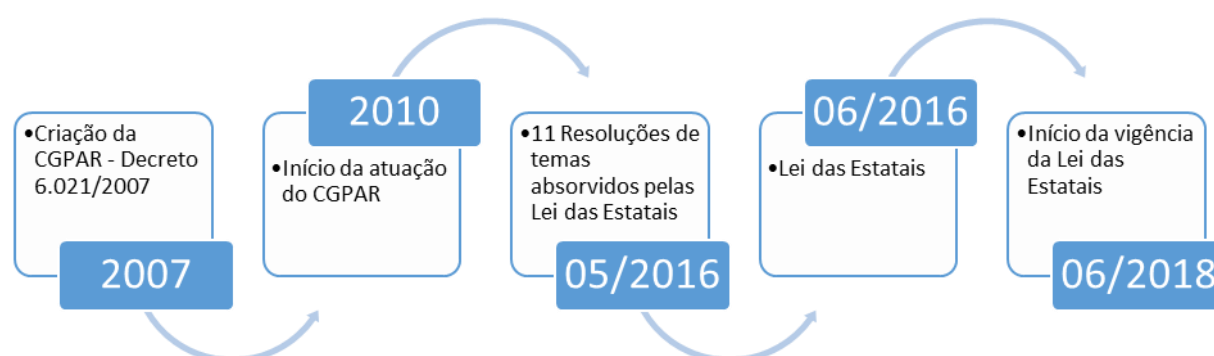 •Criação da
CGPAR - Decreto
6.021/2007
2007
2010
•Início da atuação
do CGPAR
•11 Resoluções de
temas
absorvidos pelas
Lei das Estatais
05/2016
06/2016
•Lei das Estatais
•Início da vigência
da Lei das
Estatais
06/2018